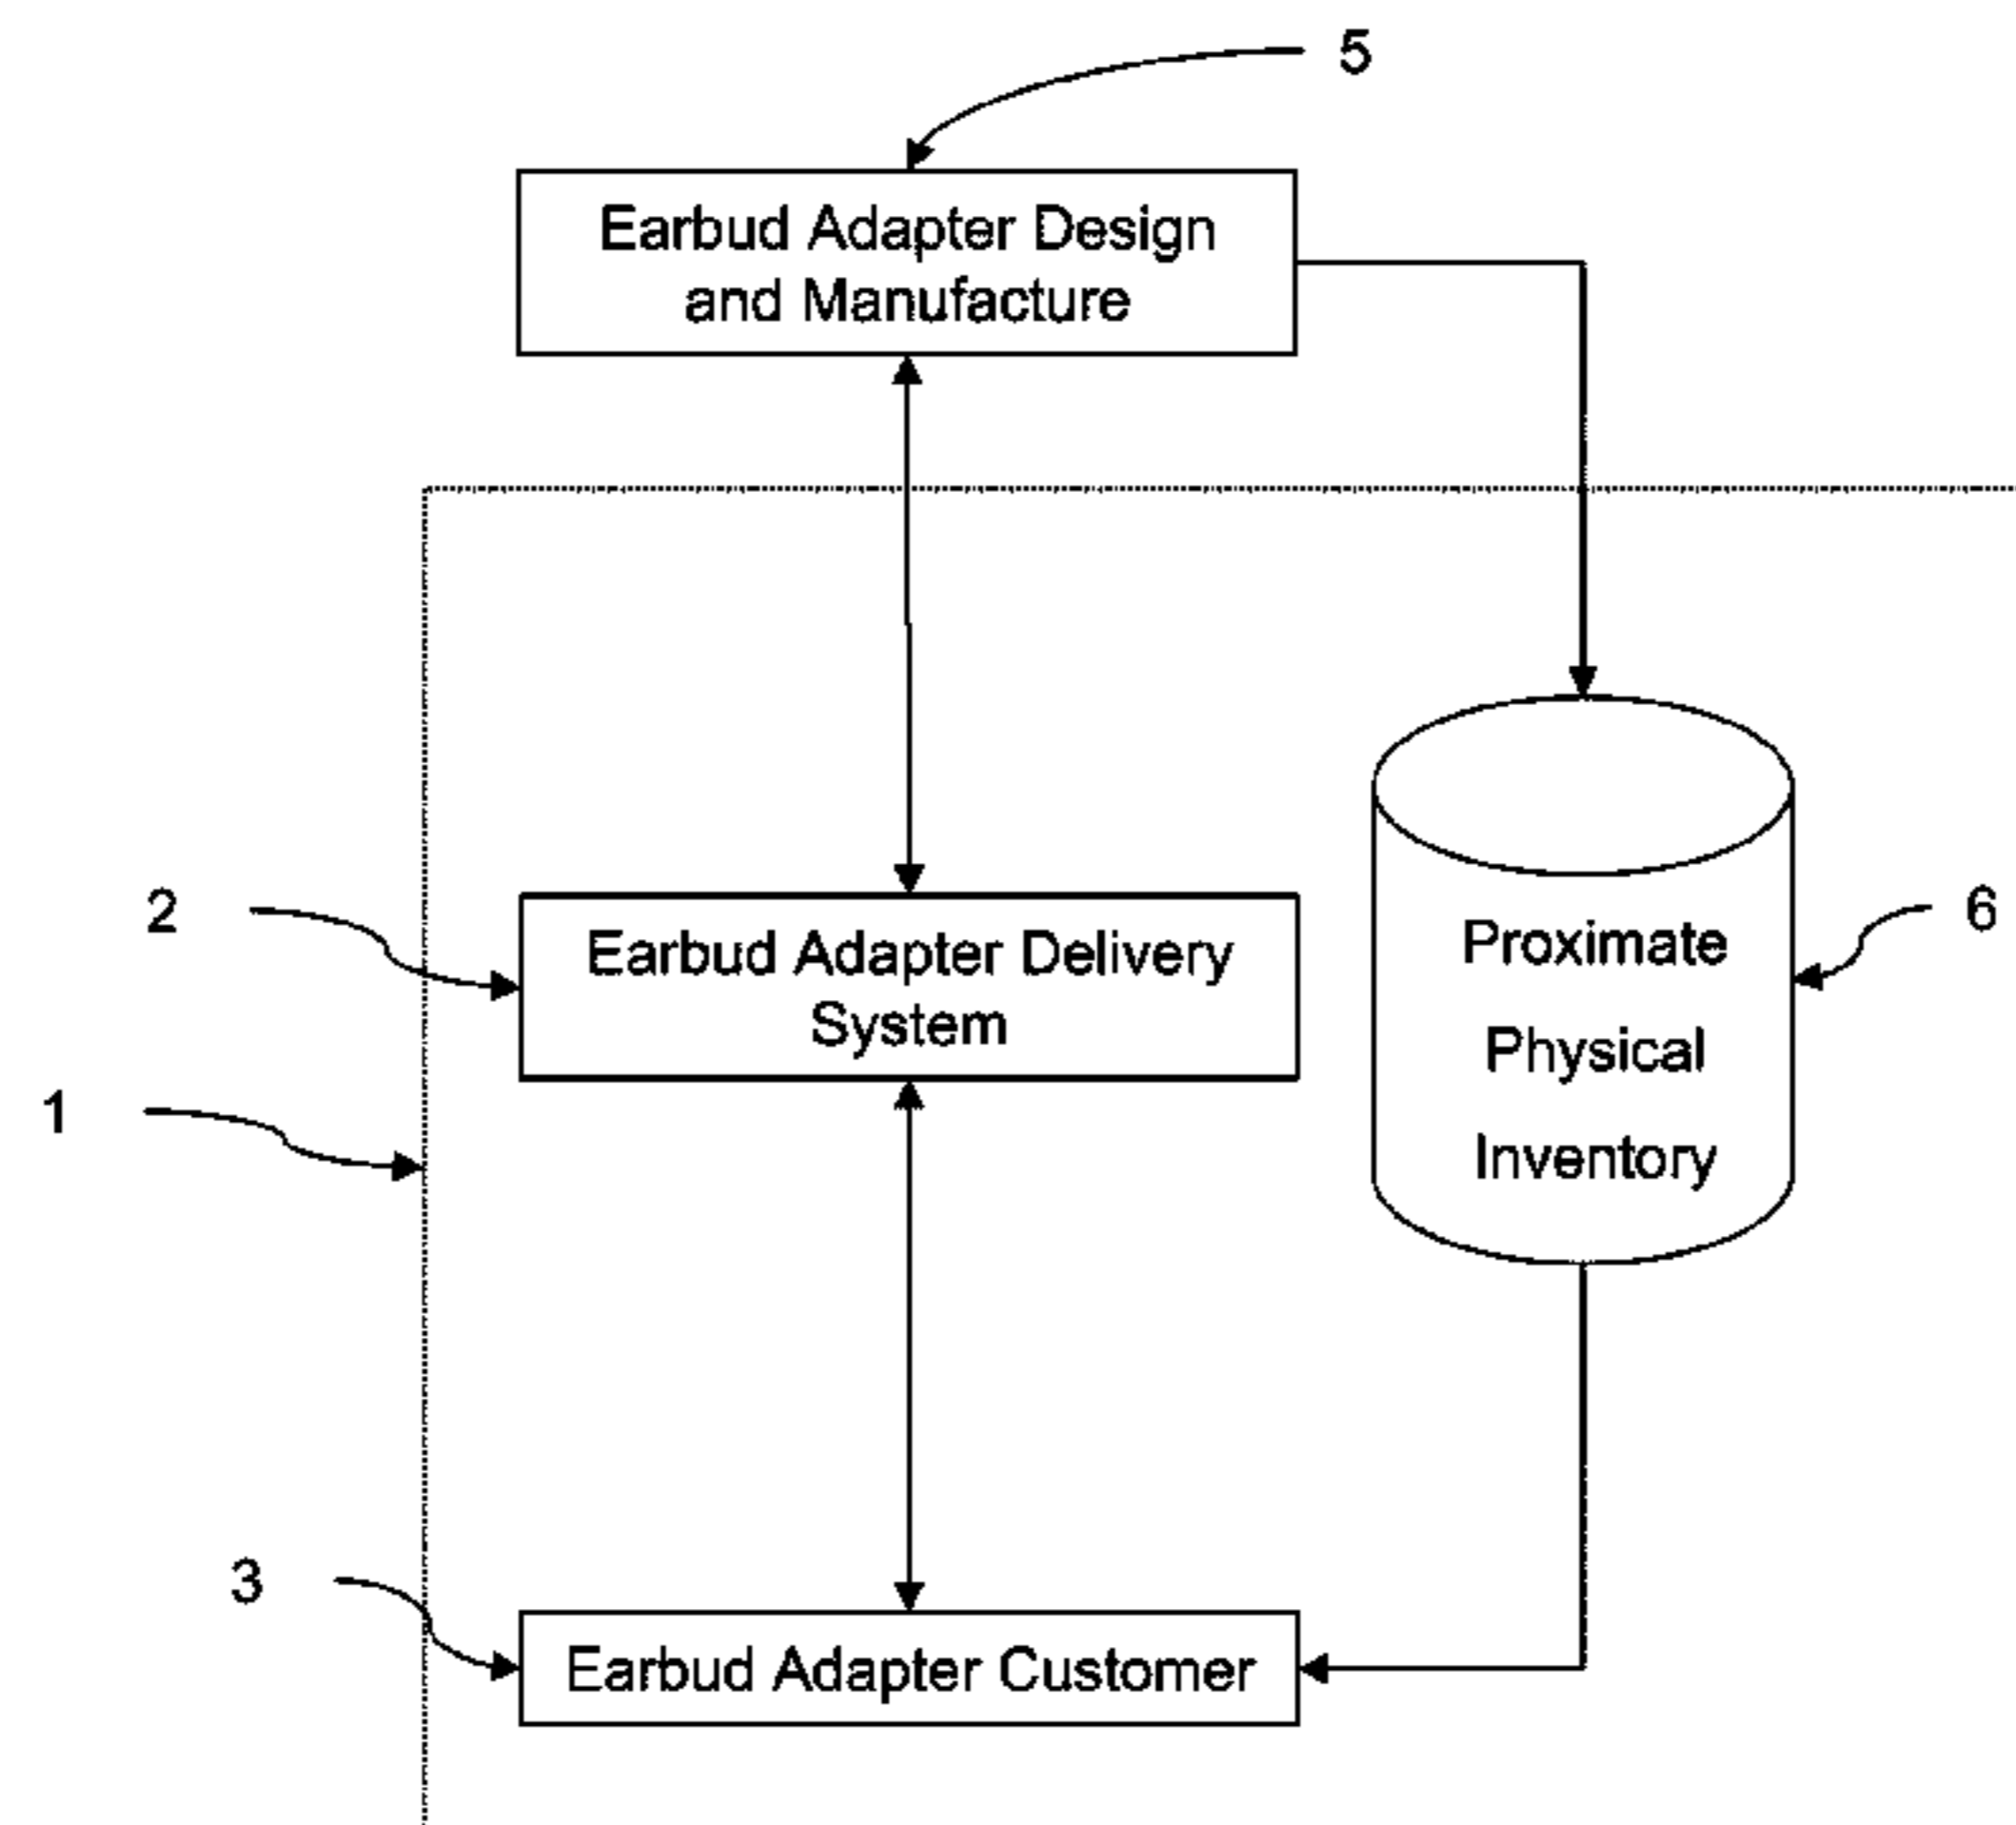 5
Earbud Adapter Design
and Manufacture
2
Earbud Adapter Delivery
System
6
Proximate
Physical
Inventory
1
3
Earbud Adapter Customer